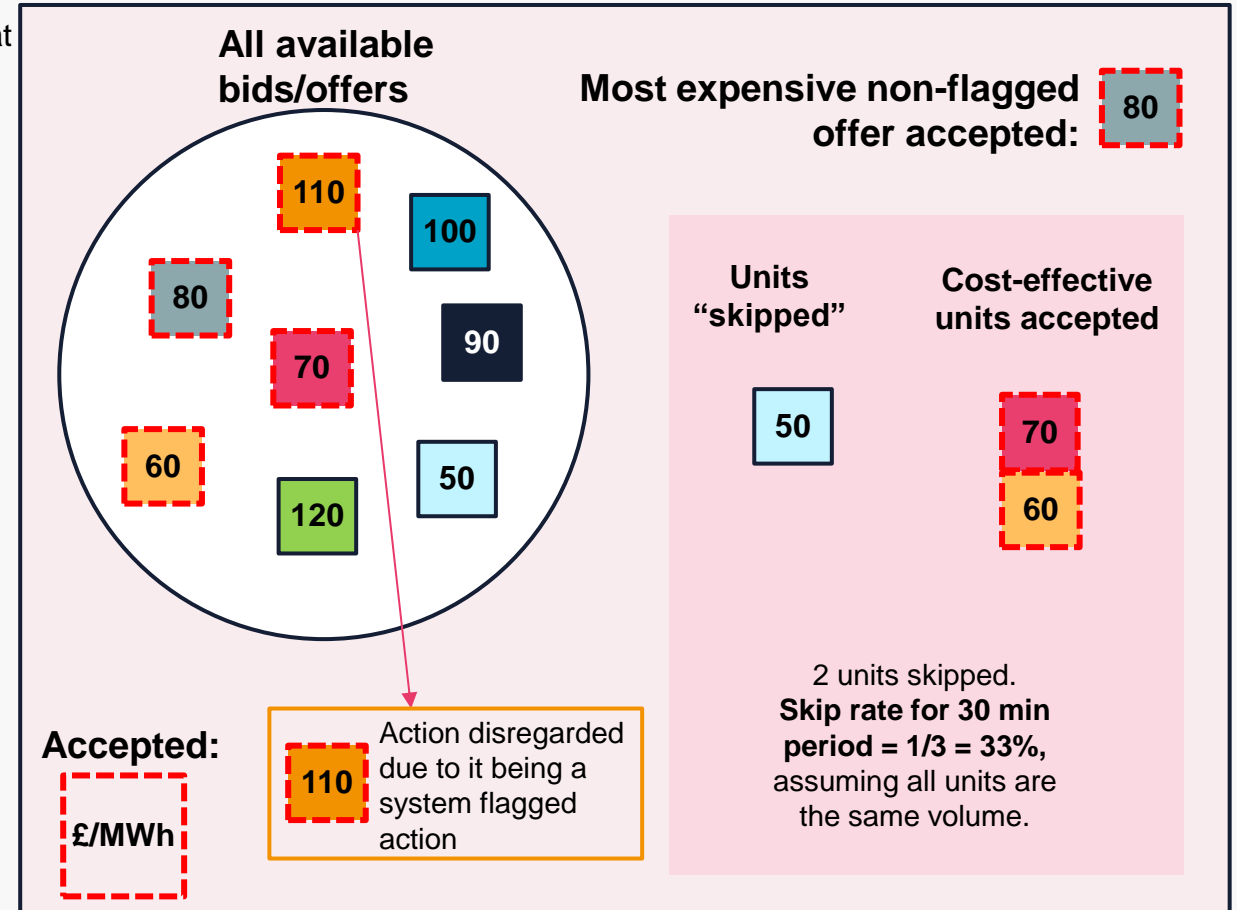 at
All available
bids/offers
Most expensive non-flagged
offer accepted:
80
110
100
80
90
70
60
50
120
Units
“skipped”
Cost-effective
units accepted
50
70
60
2 units skipped.
Skip rate for 30 min
period = 1/3 = 33%,
assuming all units are
the same volume.
Accepted:
£/MWh
110
Action disregarded
due to it being a
system flagged
action